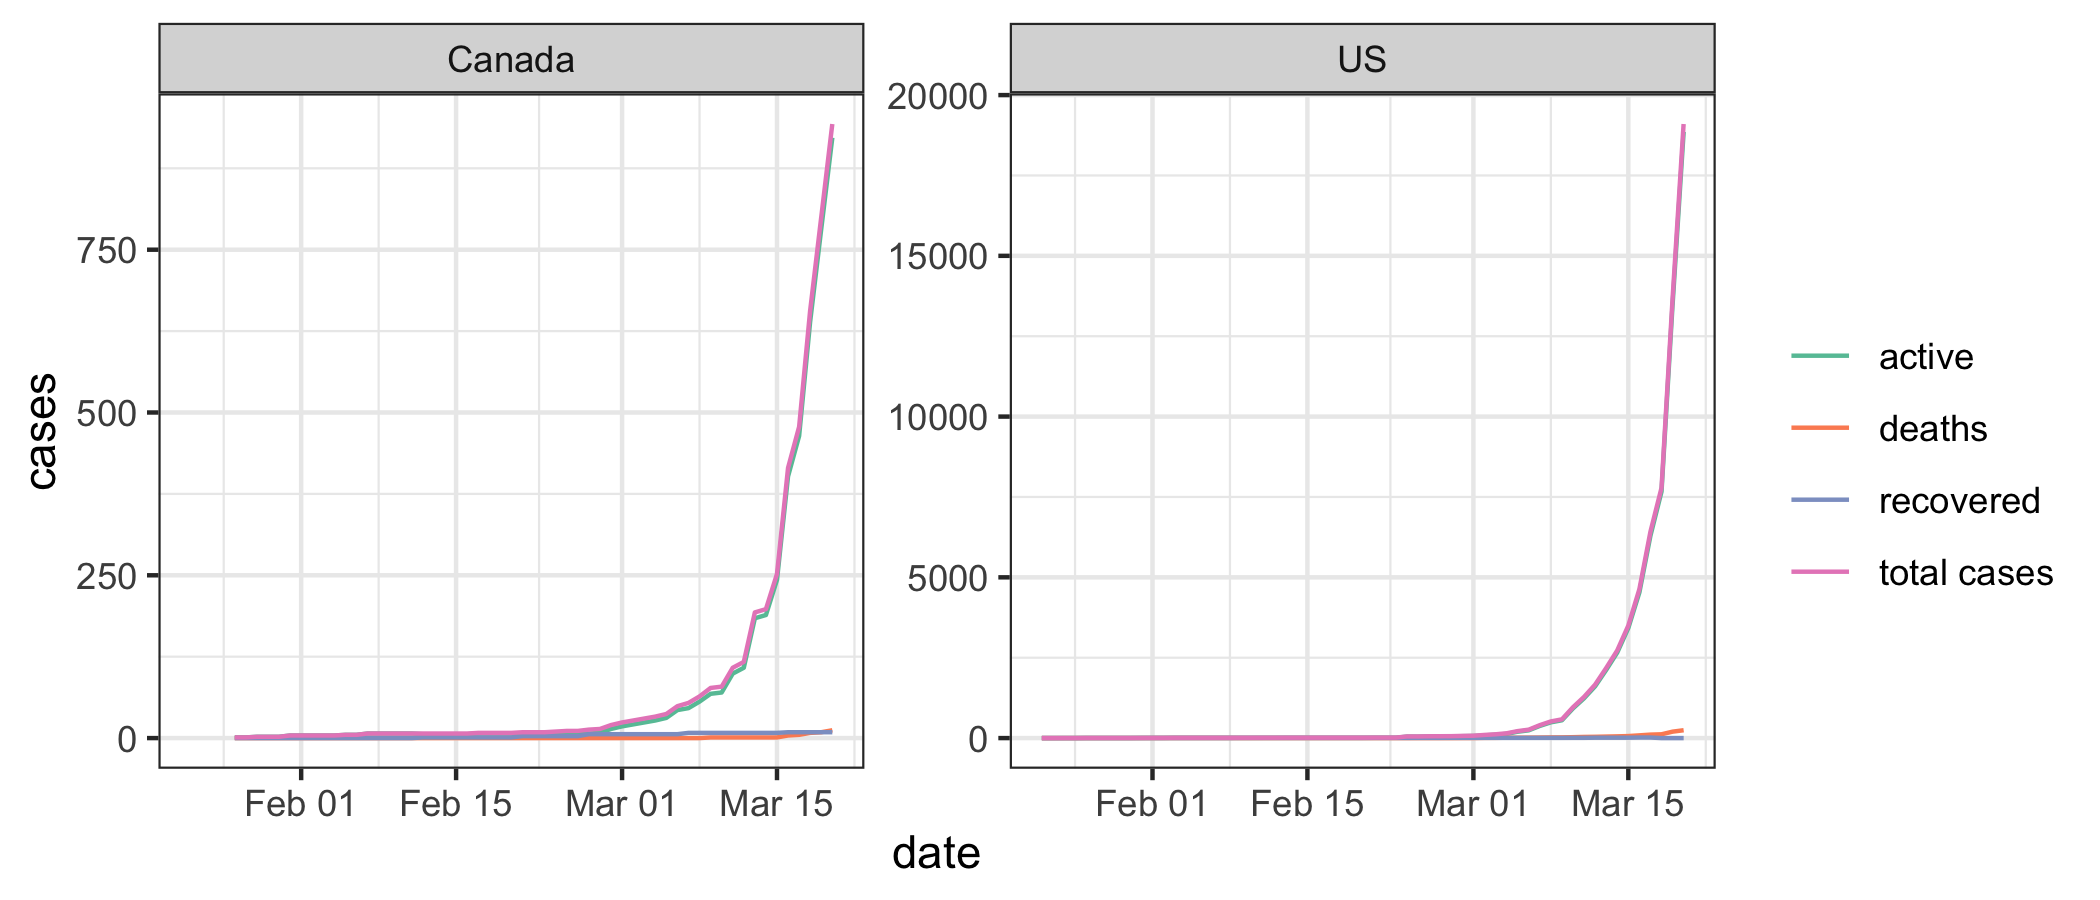 Canada
US
cases
750
500
250
0
20000
15000
10000
5000
0
Feb 01
Feb 15
Mar 01
Mar 15
Feb 01
Feb 15
Mar 01
Mar 15
date
active
deaths
recovered
total cases